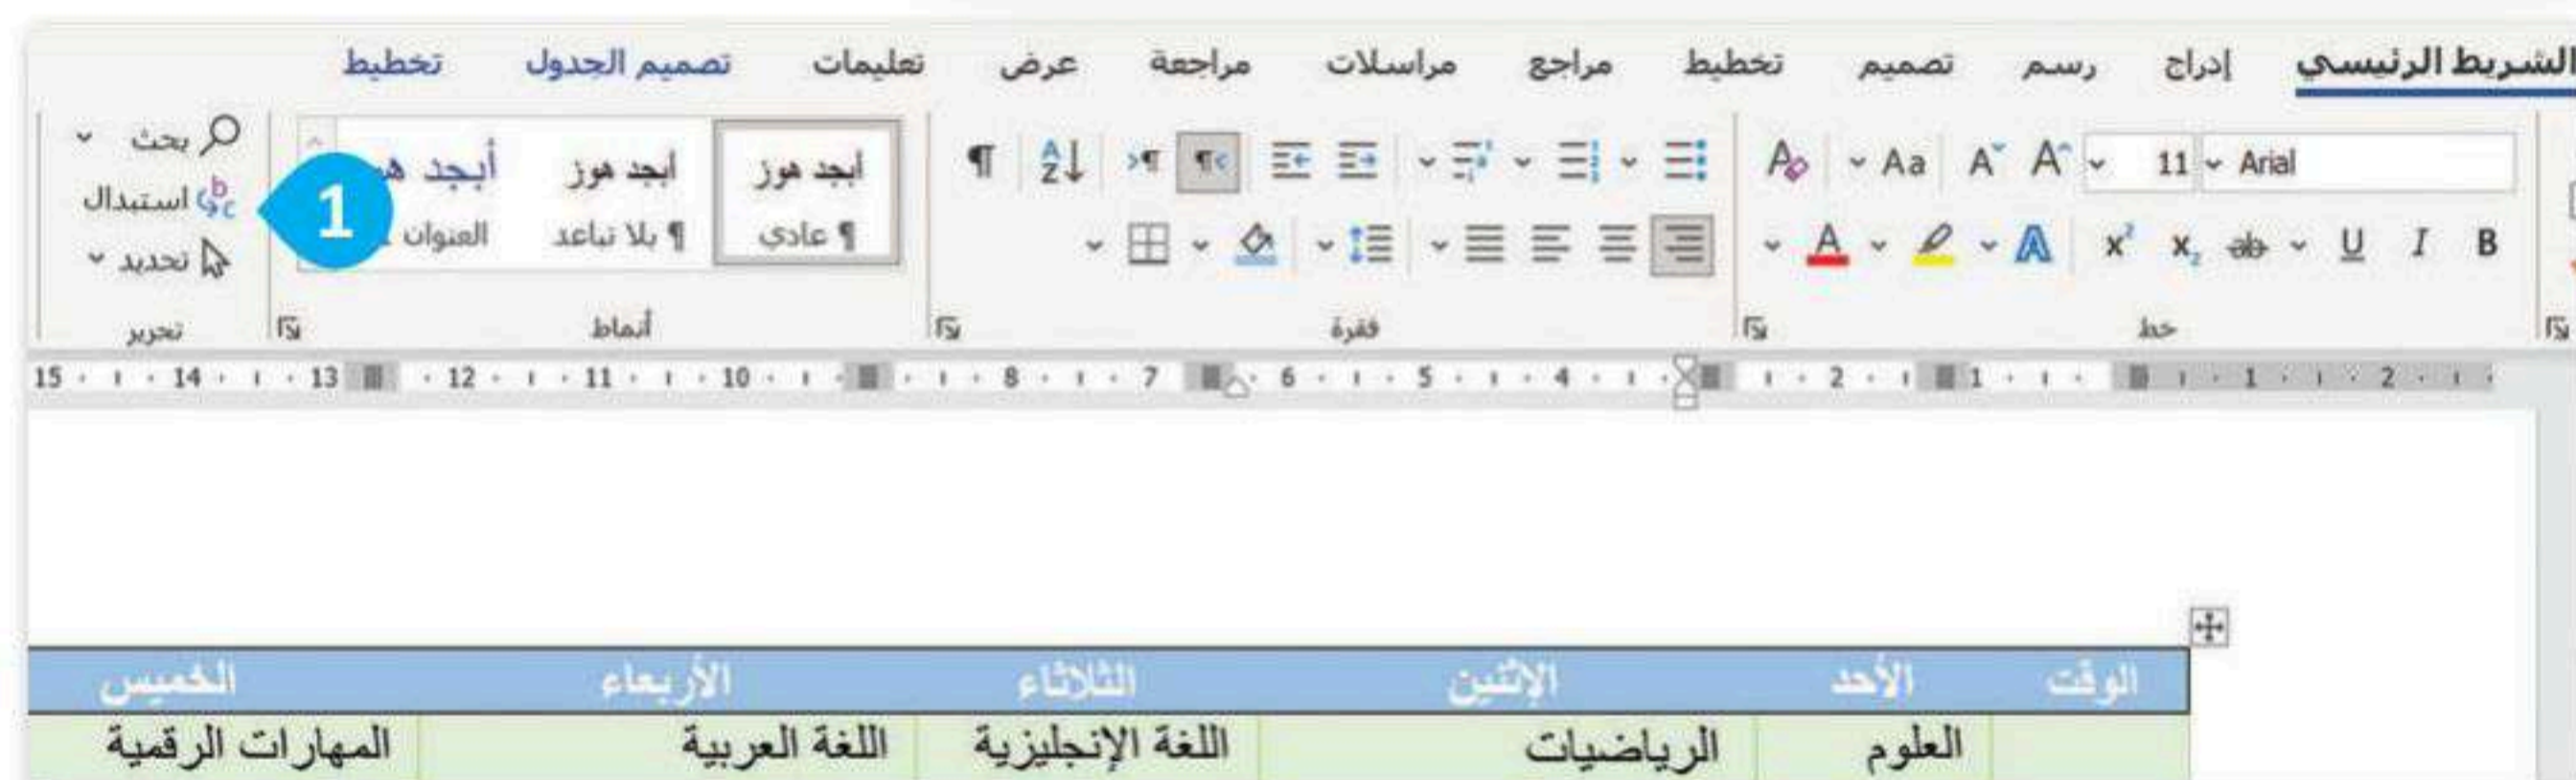 الشريط الرئيسي إدراج رسم تصميم تخطيط مراجع مراسلات مراجعة عرض تعليمات تصميم الجدول تخطيط
Arial 11 A A Aa A
أبجد هوز أبجد هوز أبجد
بحث
B I U ab x₂ x² A A
¶ عادي ¶ بلا تباعد العنوان
1
استبدال
تحديد
خط فقرة أنماط تحرير
2 1 1 2 4 5 6 7 8 10 11 12 13 14 15
الوقت الأحد الإثنين الثلاثاء الأربعاء الخميس
العلوم الرياضيات اللغة الإنجليزية اللغة العربية المهارات الرقمية